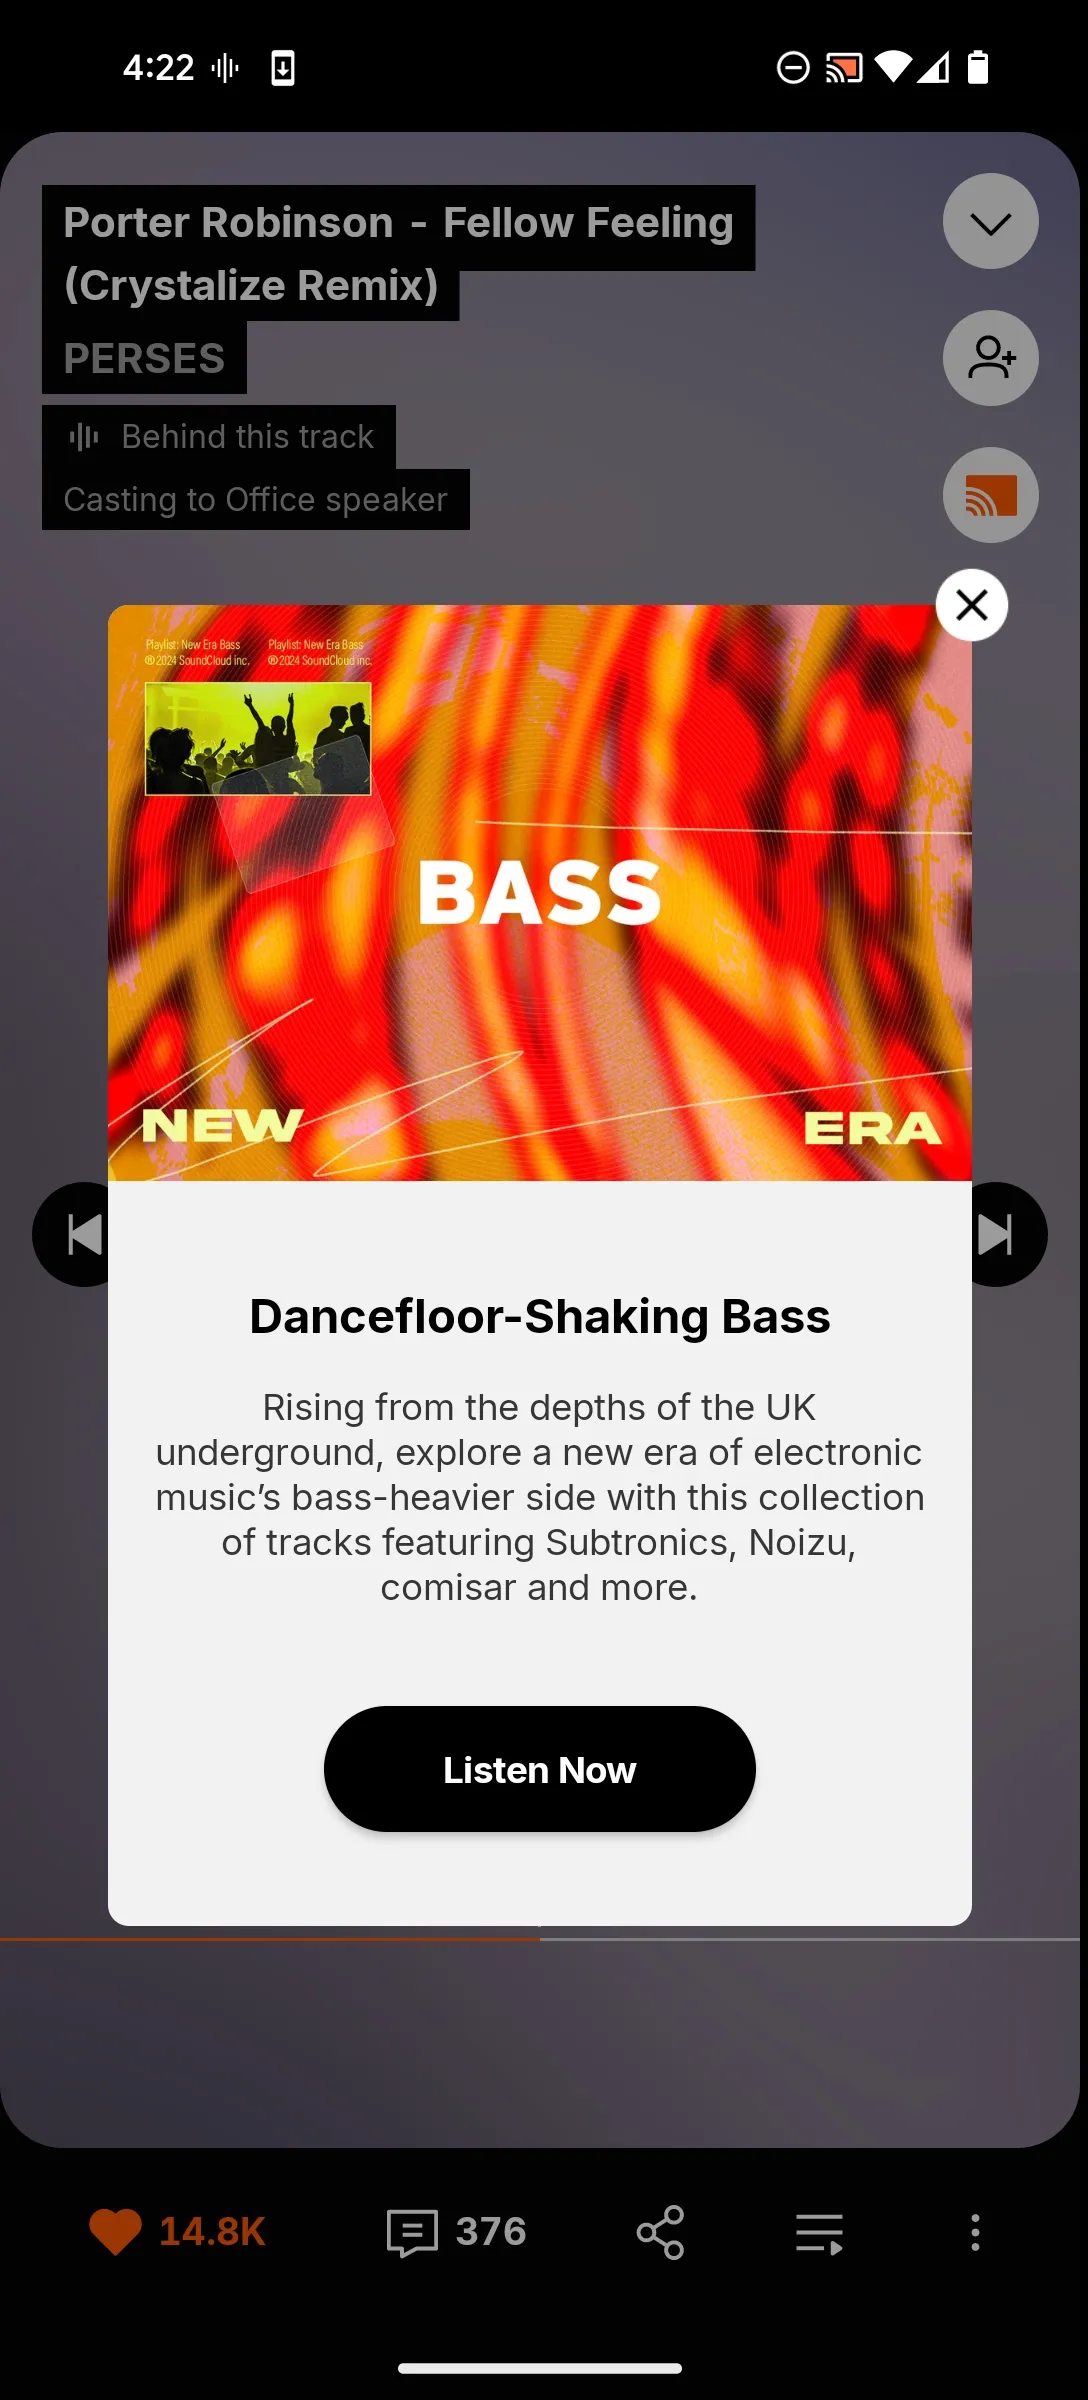 4:22
Porter Robinson - Fellow Feeling
(Crystalize Remix)
PERSES
Behind this track
Casting to Office speaker
Playlist: New Era Bass Playlist: New Era Bass
®2024 SoundCloud inc. ®2024 SoundCloud inc.
BASS
NEW ERA
Dancefloor-Shaking Bass
Rising from the depths of the UK
underground, explore a new era of electronic
music’s bass-heavier side with this collection
of tracks featuring Subtronics, Noizu,
comisar and more.
Listen Now
14.8K 376